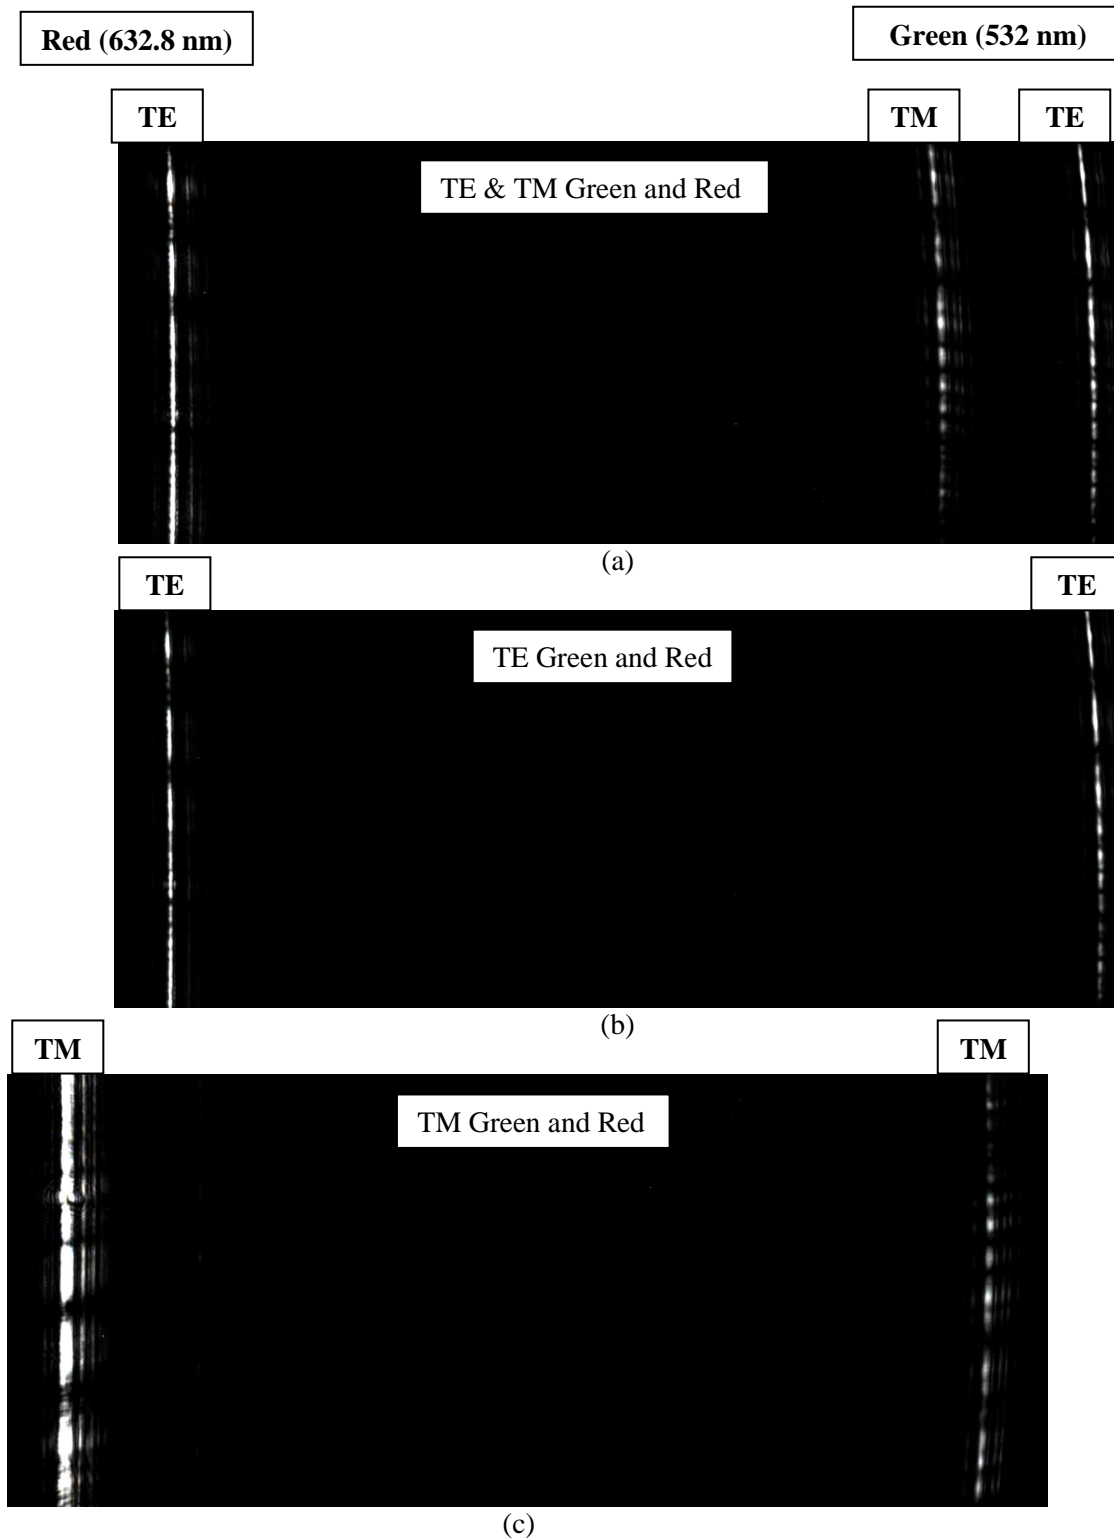 Red (632.8 nm)
Green (532 nm)
TE
TM
TE
TE & TM Green and Red
(a)
TE
TE
TE Green and Red
(b)
TM
TM
TM Green and Red
(c)